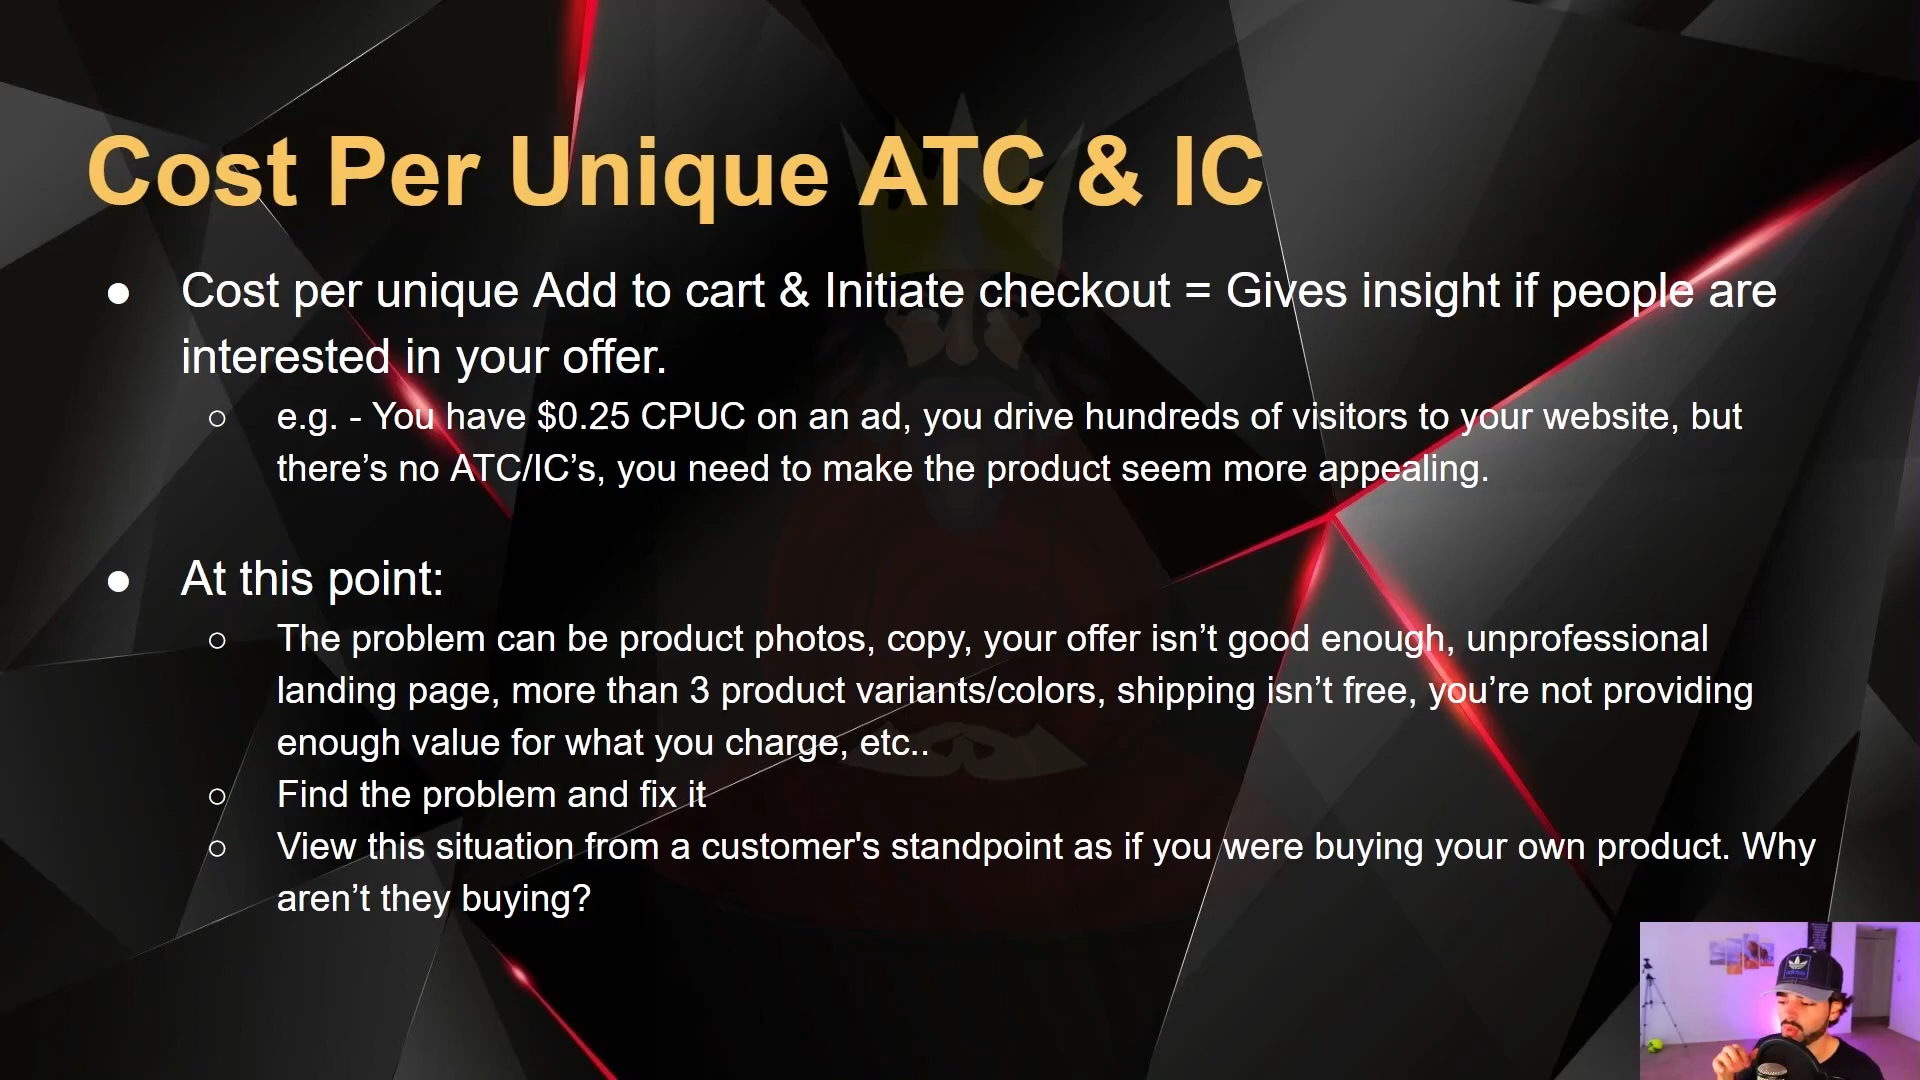 Cost Per Unique ATC & IC
● Cost per unique Add to cart & Initiate checkout = Gives insight if people are
interested in your offer.
○ e.g. - You have $0.25 CPUC on an ad, you drive hundreds of visitors to your website, but
there’s no ATC/IC’s, you need to make the product seem more appealing.
● At this point:
○ The problem can be product photos, copy, your offer isn’t good enough, unprofessional
landing page, more than 3 product variants/colors, shipping isn’t free, you’re not providing
enough value for what you charge, etc..
○ Find the problem and fix it
○ View this situation from a customer's standpoint as if you were buying your own product. Why
aren’t they buying?